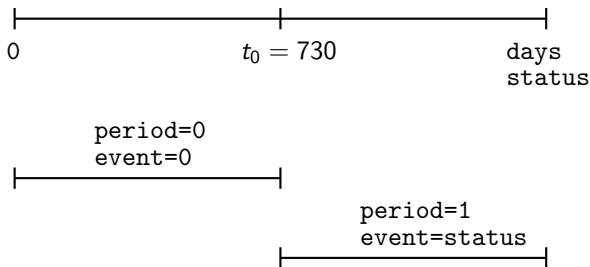 0
t₀ = 730
days
status
period=0
event=0
period=1
event=status